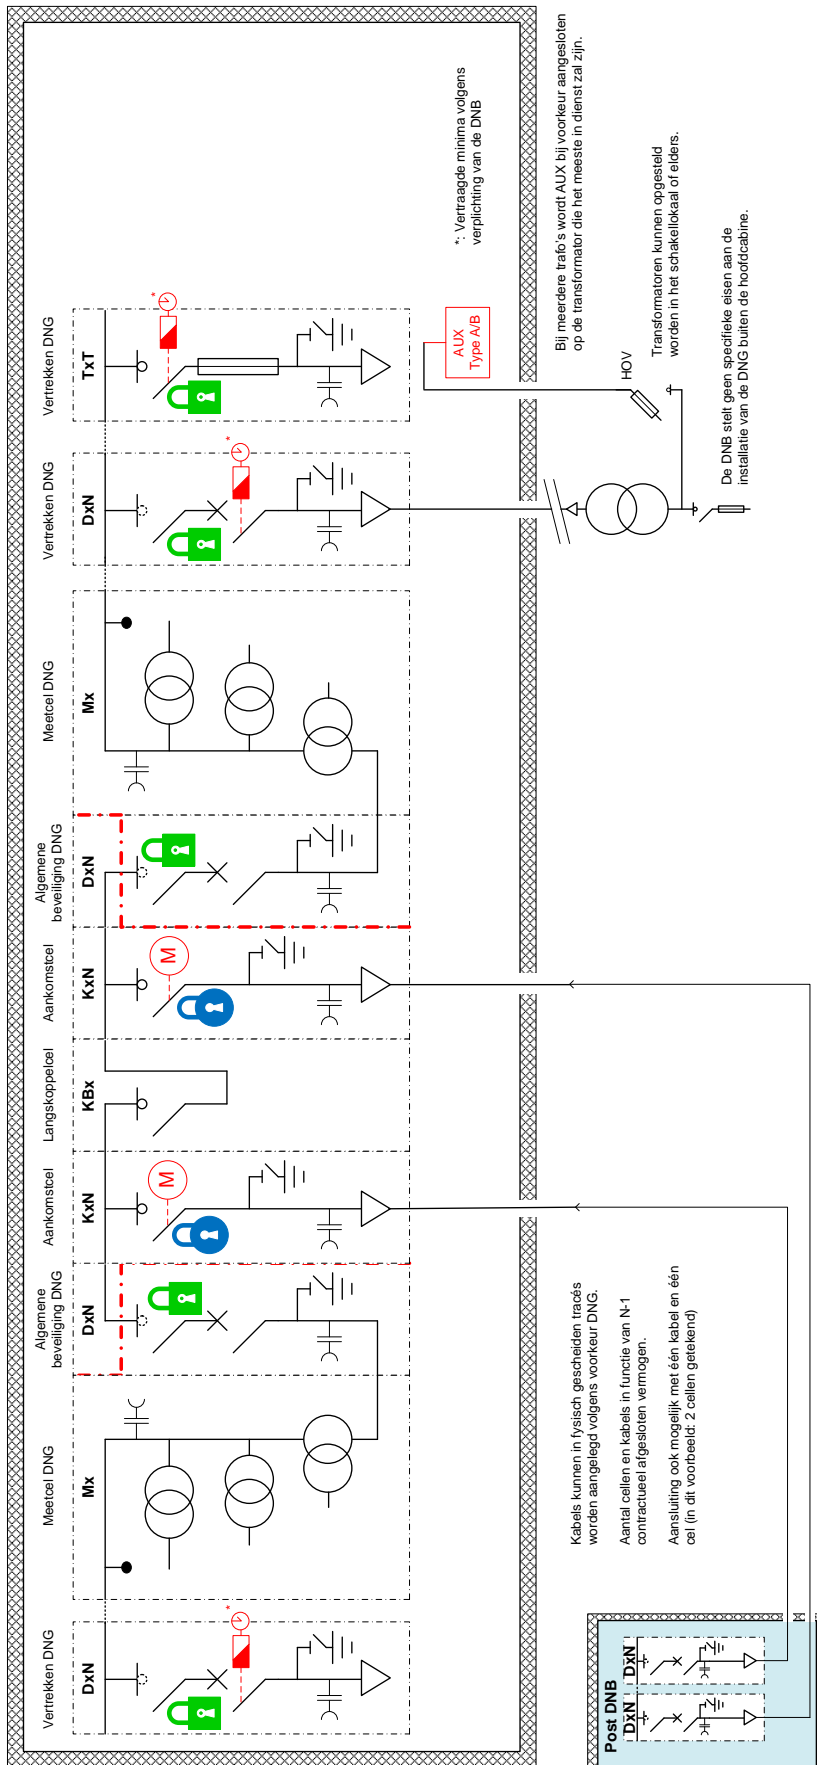 Vertrekken DNG
DxN
*
Meetcel DNG
Mx
Algemene
beveiliging DNG
DxN
Aankomstcel
KxN
M
Langskoppelcel
KBx
Aankomstcel
KxN
M
Algemene
beveiliging DNG
DxN
Meetcel DNG
Mx
Vertrekken DNG
DxN
*
Vertrekken DNG
TxT
*
AUX
Type A/B
*: Vertraagde minima volgens
verplichting van de DNB
Post DNB
DxN
DxN
Kabels kunnen in fysisch gescheiden tracés
worden aangelegd volgens voorkeur DNG.
Aantal cellen en kabels in functie van N-1
contractueel afgesloten vermogen.
Aansluiting ook mogelijk met één kabel en één
cel (in dit voorbeeld: 2 cellen getekend)
Bij meerdere trafo's wordt AUX bij voorkeur aangesloten
op de transformator die het meeste in dienst zal zijn.
HOV
Transformatoren kunnen opgesteld
worden in het schakellokaal of elders.
De DNB stelt geen specifieke eisen aan de
installatie van de DNG buiten de hoofdcabine.